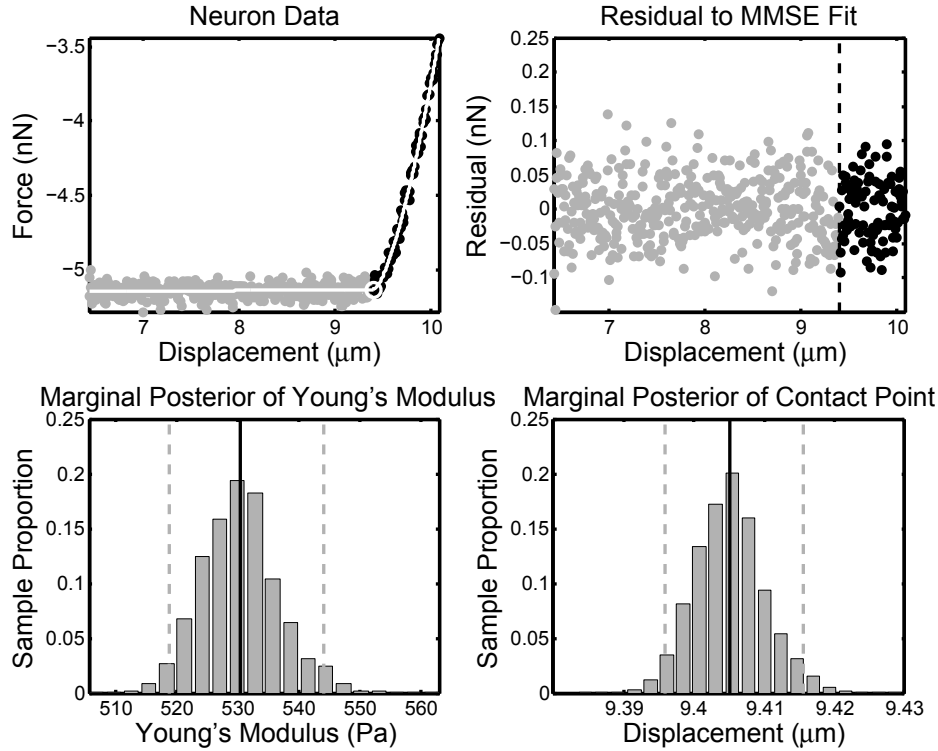 Neuron Data
−3.5
−4
−4.5
−5
Force (nN)
7 8 9 10
Displacement (μm)
Residual to MMSE Fit
0.25
0.2
0.15
0.1
0.05
0
−0.05
−0.1
Residual (nN)
7 8 9 10
Displacement (μm)
Marginal Posterior of Young's Modulus
0.25
0.2
0.15
0.1
0.05
0
Sample Proportion
510 520 530 540 550 560
Young's Modulus (Pa)
Marginal Posterior of Contact Point
0.25
0.2
0.15
0.1
0.05
0
Sample Proportion
9.39 9.4 9.41 9.42 9.43
Displacement (μm)